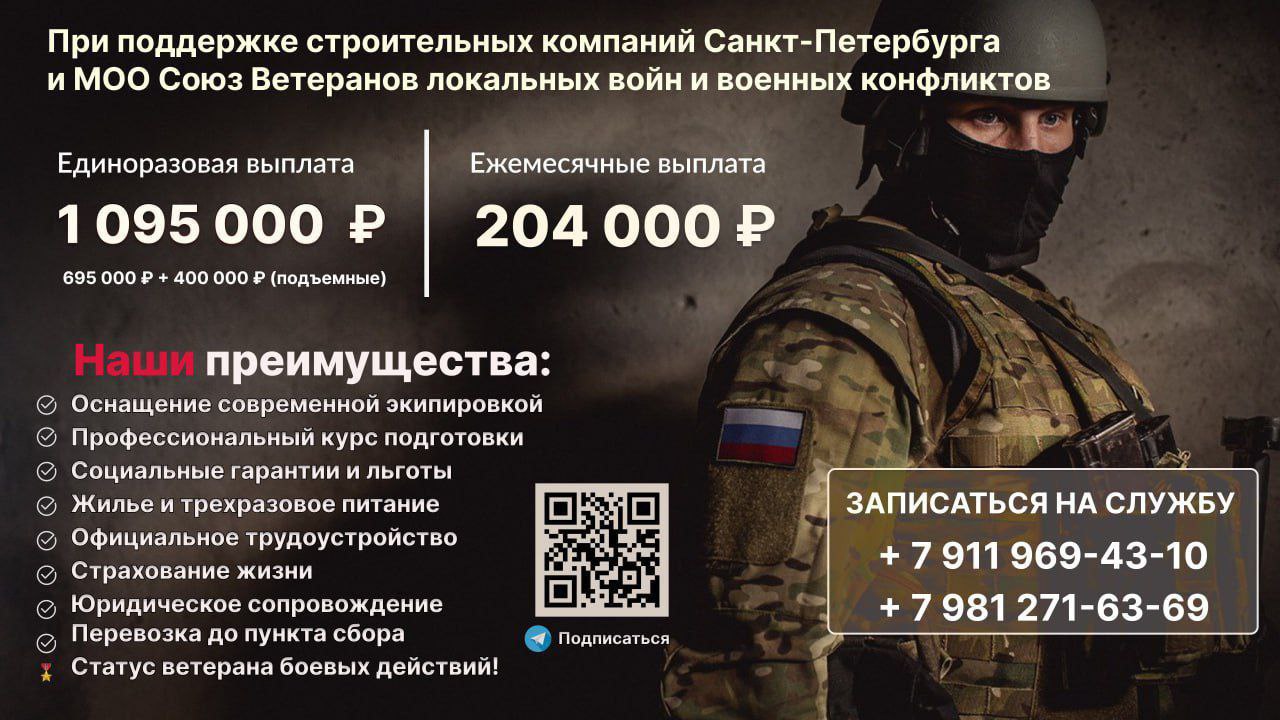 При поддержке строительных компаний Санкт-Петербурга
и МОО Союз Ветеранов локальных войн и военных конфликтов
Единоразовая выплата
1 095 000 ₽
695 000 ₽ + 400 000 ₽ (подъемные)
Ежемесячные выплата
204 000 ₽
Наши преимущества:
Оснащение современной экипировкой
Профессиональный курс подготовки
Социальные гарантии и льготы
Жилье и трехразовое питание
Официальное трудоустройство
Страхование жизни
Юридическое сопровождение
Перевозка до пункта сбора
Статус ветерана боевых действий!
Подписаться
ЗАПИСАТЬСЯ НА СЛУЖБУ
+ 7 911 969-43-10
+ 7 981 271-63-69